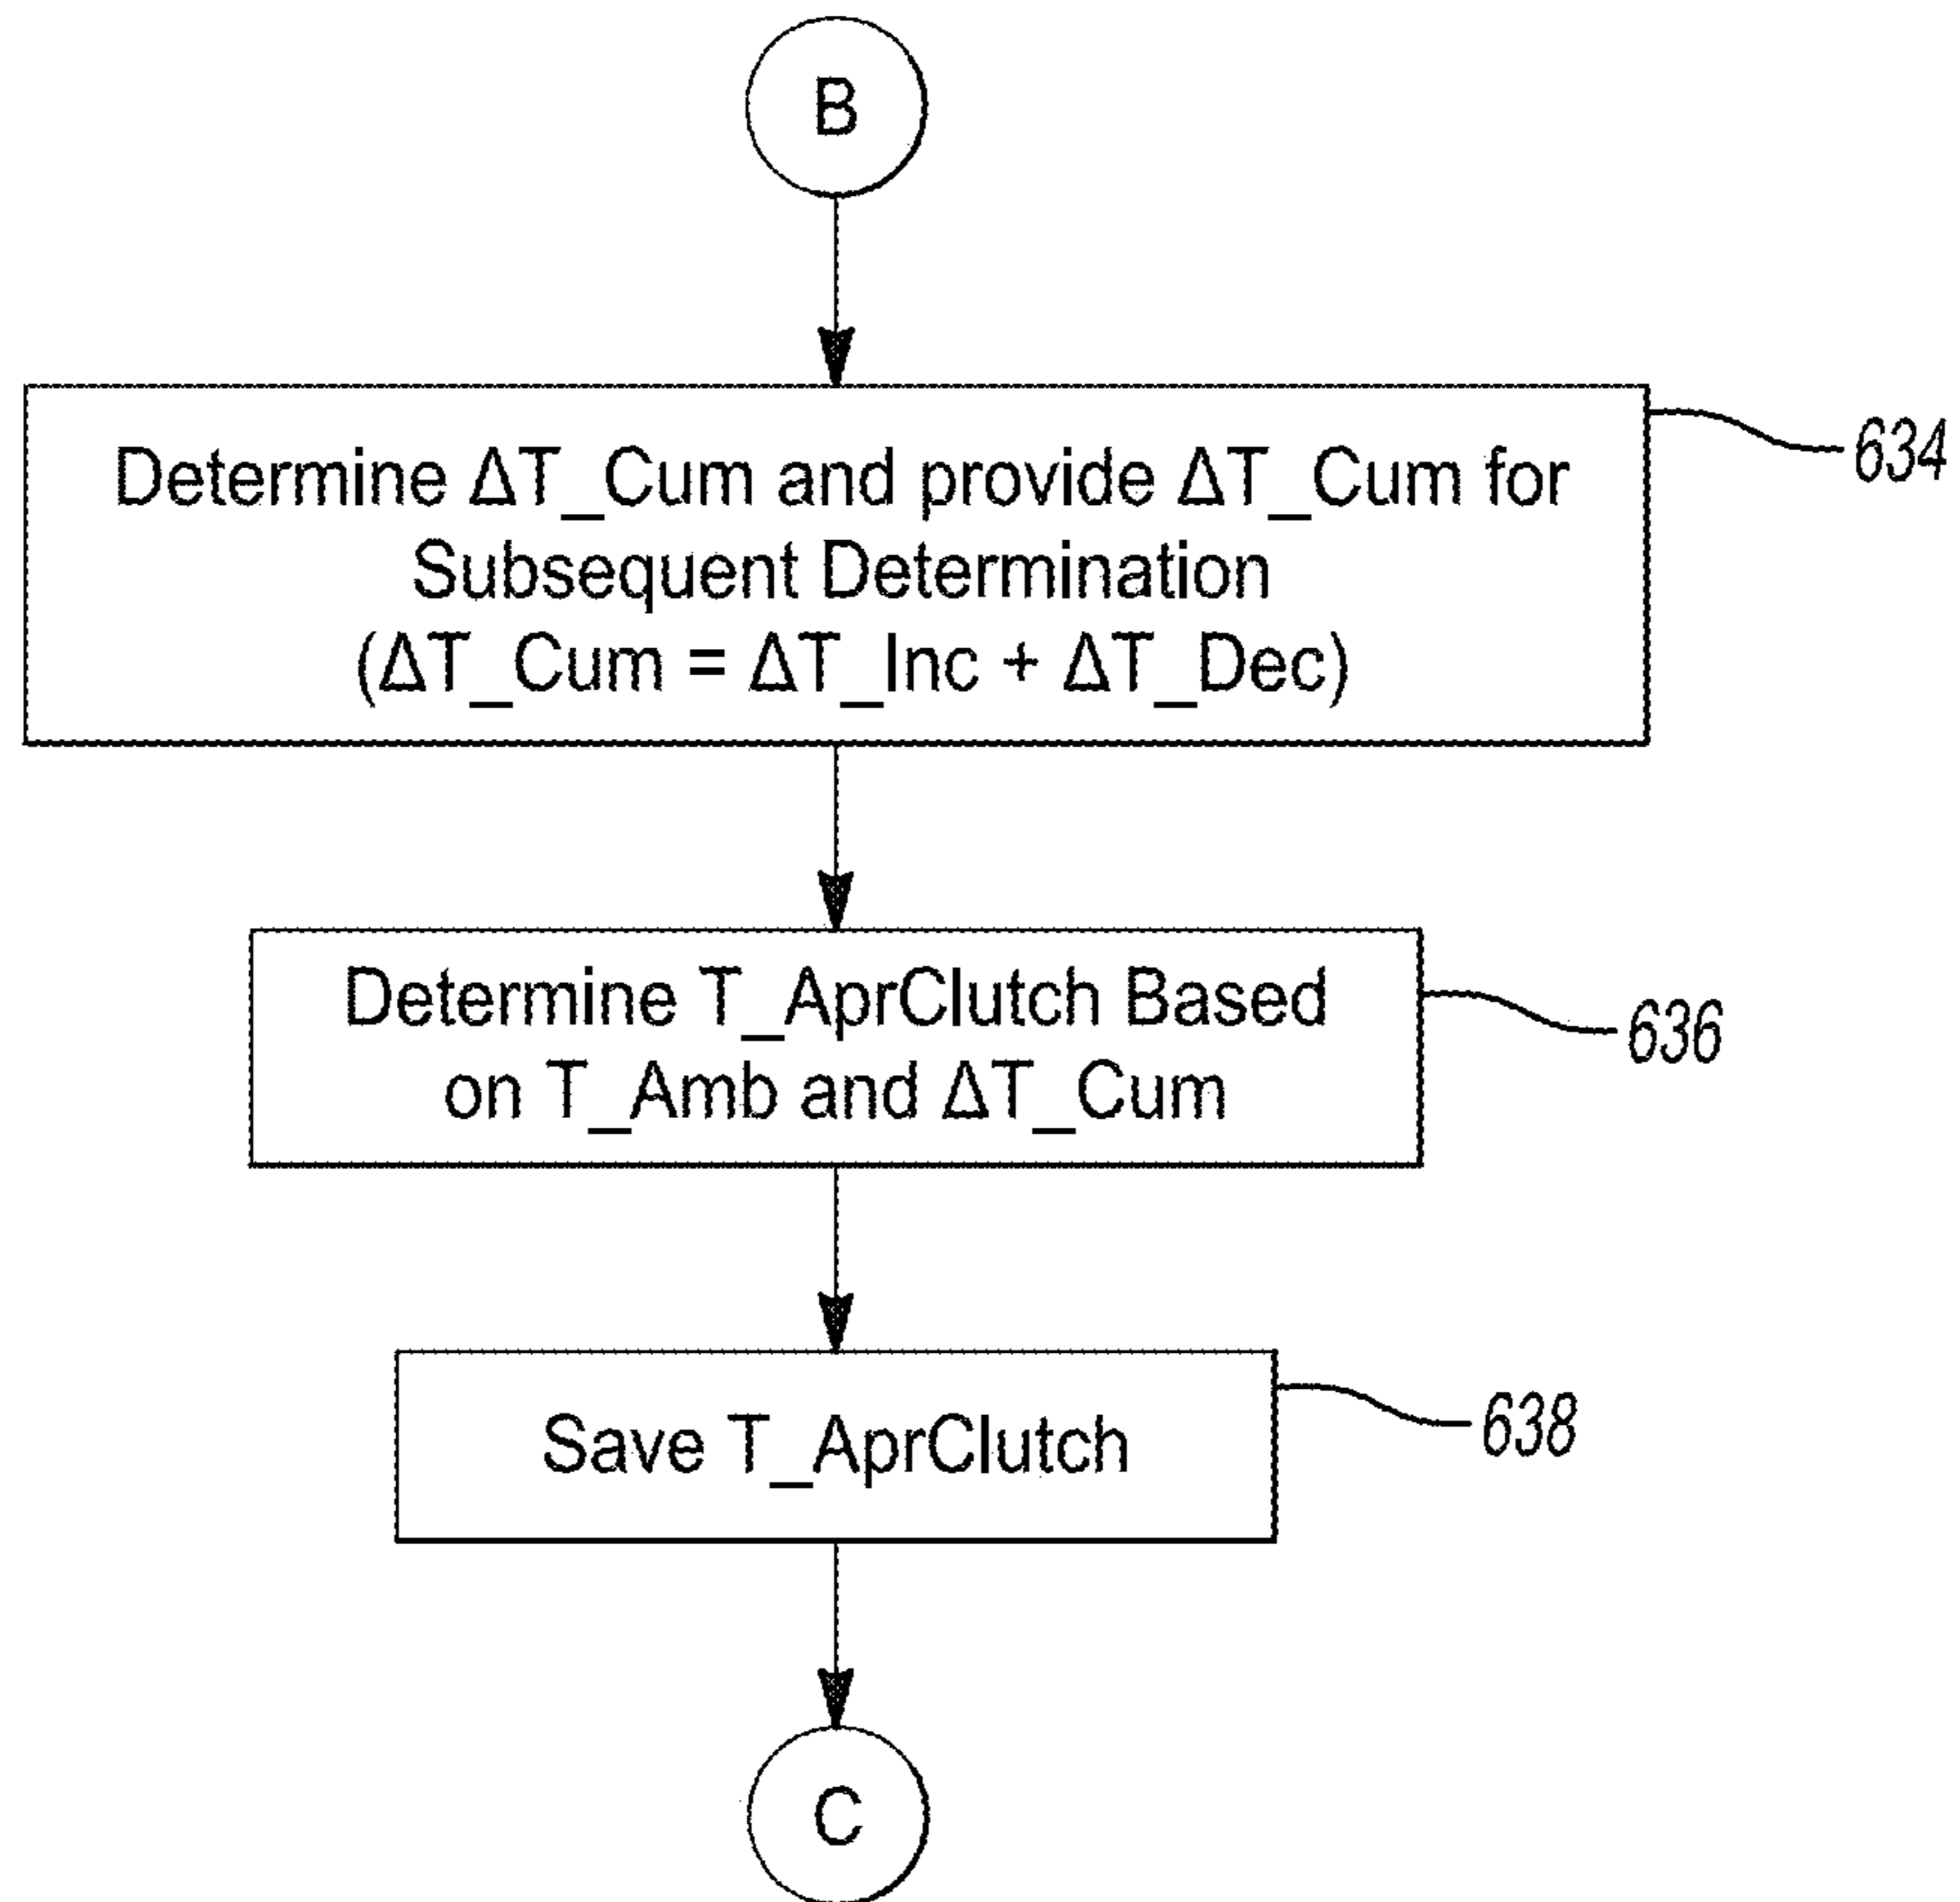 B
Determine ΔT_Cum and provide ΔT_Cum for
Subsequent Determination
(ΔT_Cum = ΔT_Inc + ΔT_Dec)
634
Determine T_AprClutch Based
on T_Amb and ΔT_Cum
636
Save T_AprClutch
638
C